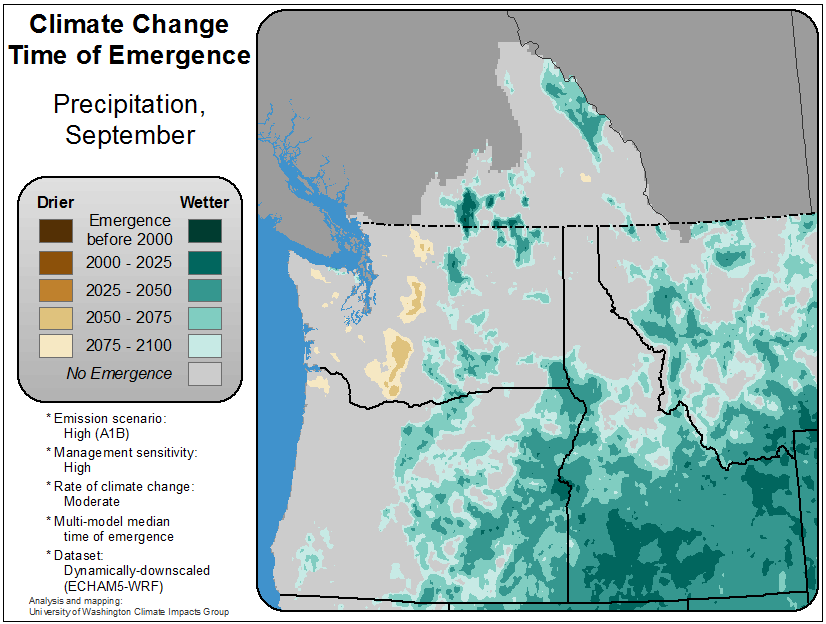 Climate Change
Time of Emergence
Precipitation,
September
Drier Wetter
Emergence
before 2000
2000 - 2025
2025 - 2050
2050 - 2075
2075 - 2100
No Emergence
* Emission scenario:
High (A1B)
* Management sensitivity:
High
* Rate of climate change:
Moderate
* Multi-model median
time of emergence
* Dataset:
Dynamically-downscaled
(ECHAM5-WRF)
Analysis and mapping:
University of Washington Climate Impacts Group